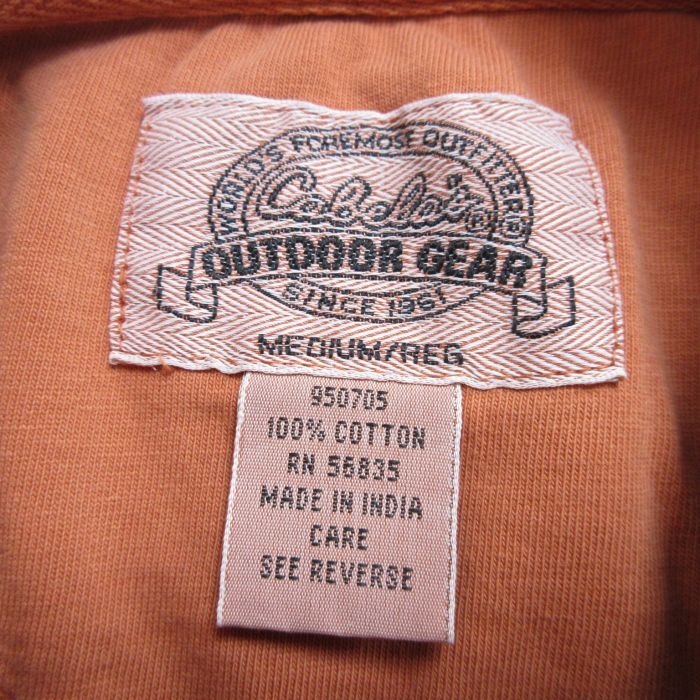 WORLD'S FOREMOST OUTFITTER®
Cabela's®
OUTDOOR GEAR
SINCE 1961
MEDIUM/REG
950705
100% COTTON
RN 56835
MADE IN INDIA
CARE
SEE REVERSE